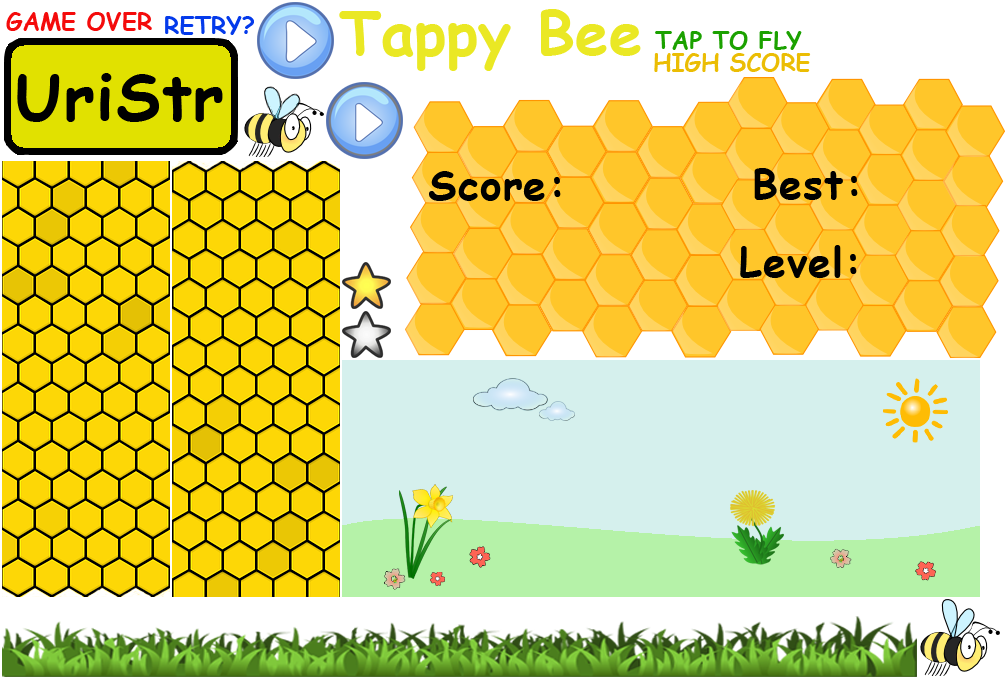 GAME OVER
RETRY?
Tappy Bee
TAP TO FLY
HIGH SCORE
UriStr
Score:
Best:
Level: